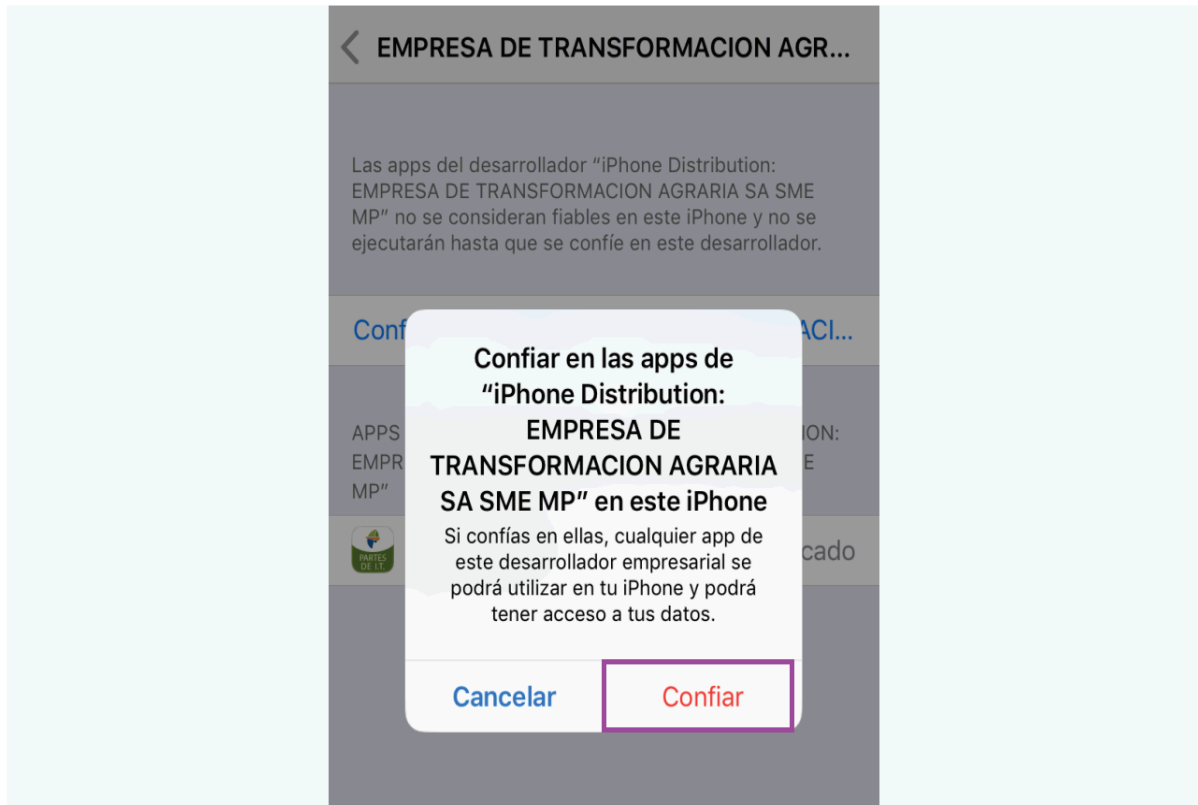 EMPRESA DE TRANSFORMACION AGR...
Las apps del desarrollador “iPhone Distribution:
EMPRESA DE TRANSFORMACION AGRARIA SA SME
MP” no se consideran fiables en este iPhone y no se
ejecutarán hasta que se confíe en este desarrollador.
Conf ACI...
Confiar en las apps de
“iPhone Distribution:
EMPRESA DE
TRANSFORMACION AGRARIA
SA SME MP” en este iPhone
Si confías en ellas, cualquier app de
este desarrollador empresarial se
podrá utilizar en tu iPhone y podrá
tener acceso a tus datos.
Cancelar
Confiar
APPS ION:
EMPR E
MP”
PARTES
DE I.T.
cado